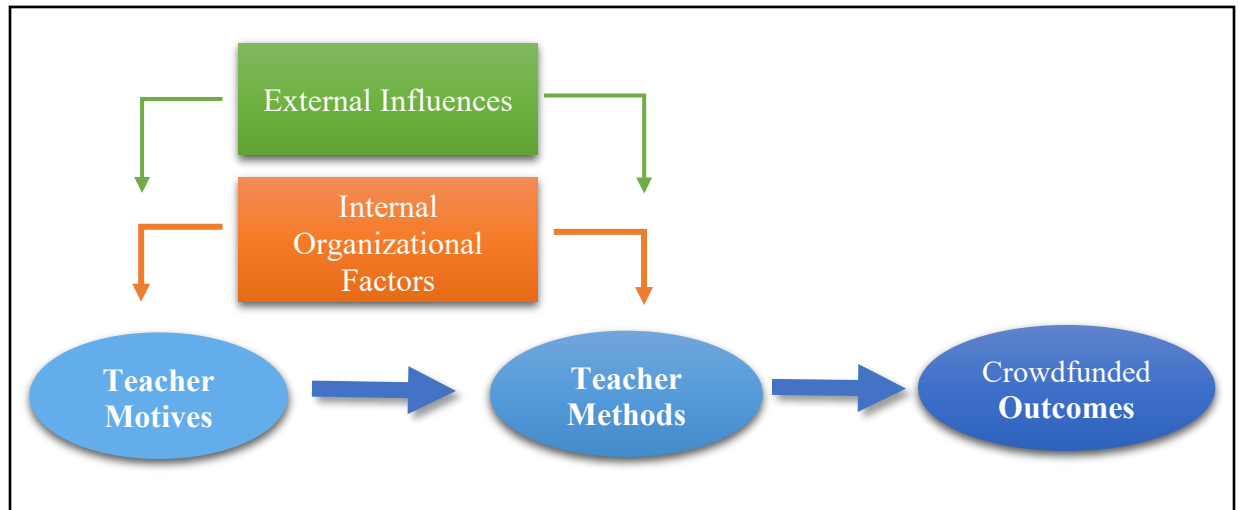 External Influences
Internal
Organizational
Factors
Teacher
Motives
Teacher
Methods
Crowdfunded
Outcomes